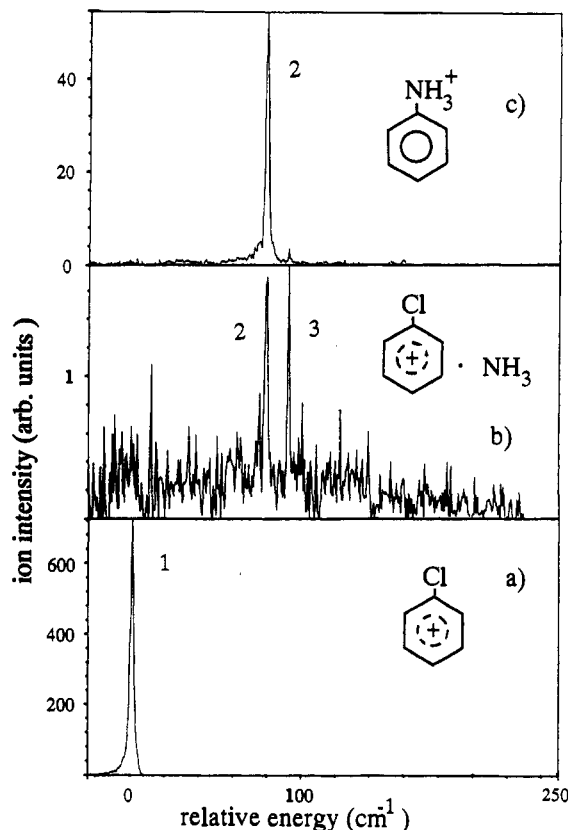 40
20
0
2
NH3+
c)
1
2
3
Cl
+
· NH3
b)
600
400
200
1
Cl
+
a)
ion intensity (arb. units)
0 100 250
relative energy (cm-1)